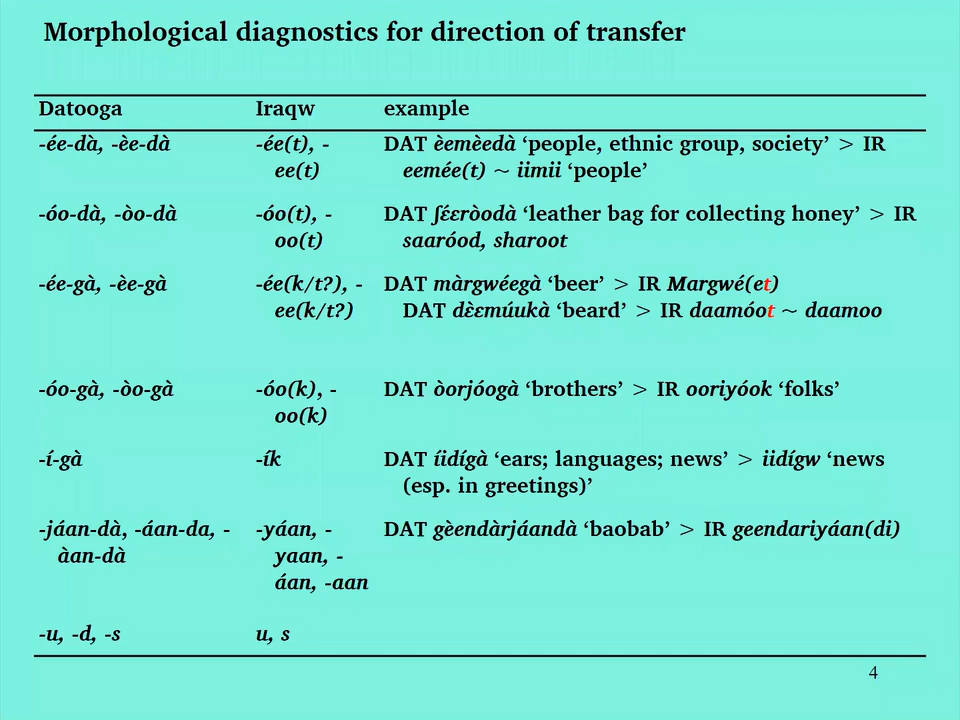 Morphological diagnostics for direction of transfer
Datooga Iraqw example
-ée-dà, -èe-dà -ée(t), - DAT èemèedà ‘people, ethnic group, society’ > IR
ee(t) eemée(t) ~ iimii ‘people’
-óo-dà, -òo-dà -óo(t), - DAT ʃɛ́ɛròodà ‘leather bag for collecting honey’ > IR
oo(t) saaróod, sharoot
-ée-gà, -èe-gà -ée(k/t?), - DAT màrgwéegà ‘beer’ > IR Margwé(et)
ee(k/t?) DAT dɛ̀ɛmúukà ‘beard’ > IR daamóot ~ daamoo
-óo-gà, -òo-gà -óo(k), - DAT òorjóogà ‘brothers’ > IR ooriyóok ‘folks’
oo(k)
-í-gà -ík DAT íidígà ‘ears; languages; news’ > iidígw ‘news
(esp. in greetings)’
-jáan-dà, -áan-da, - -yáan, - DAT gèendàrjáandà ‘baobab’ > IR geendariyáan(di)
àan-dà yaan, -
áan, -aan
-u, -d, -s u, s
4